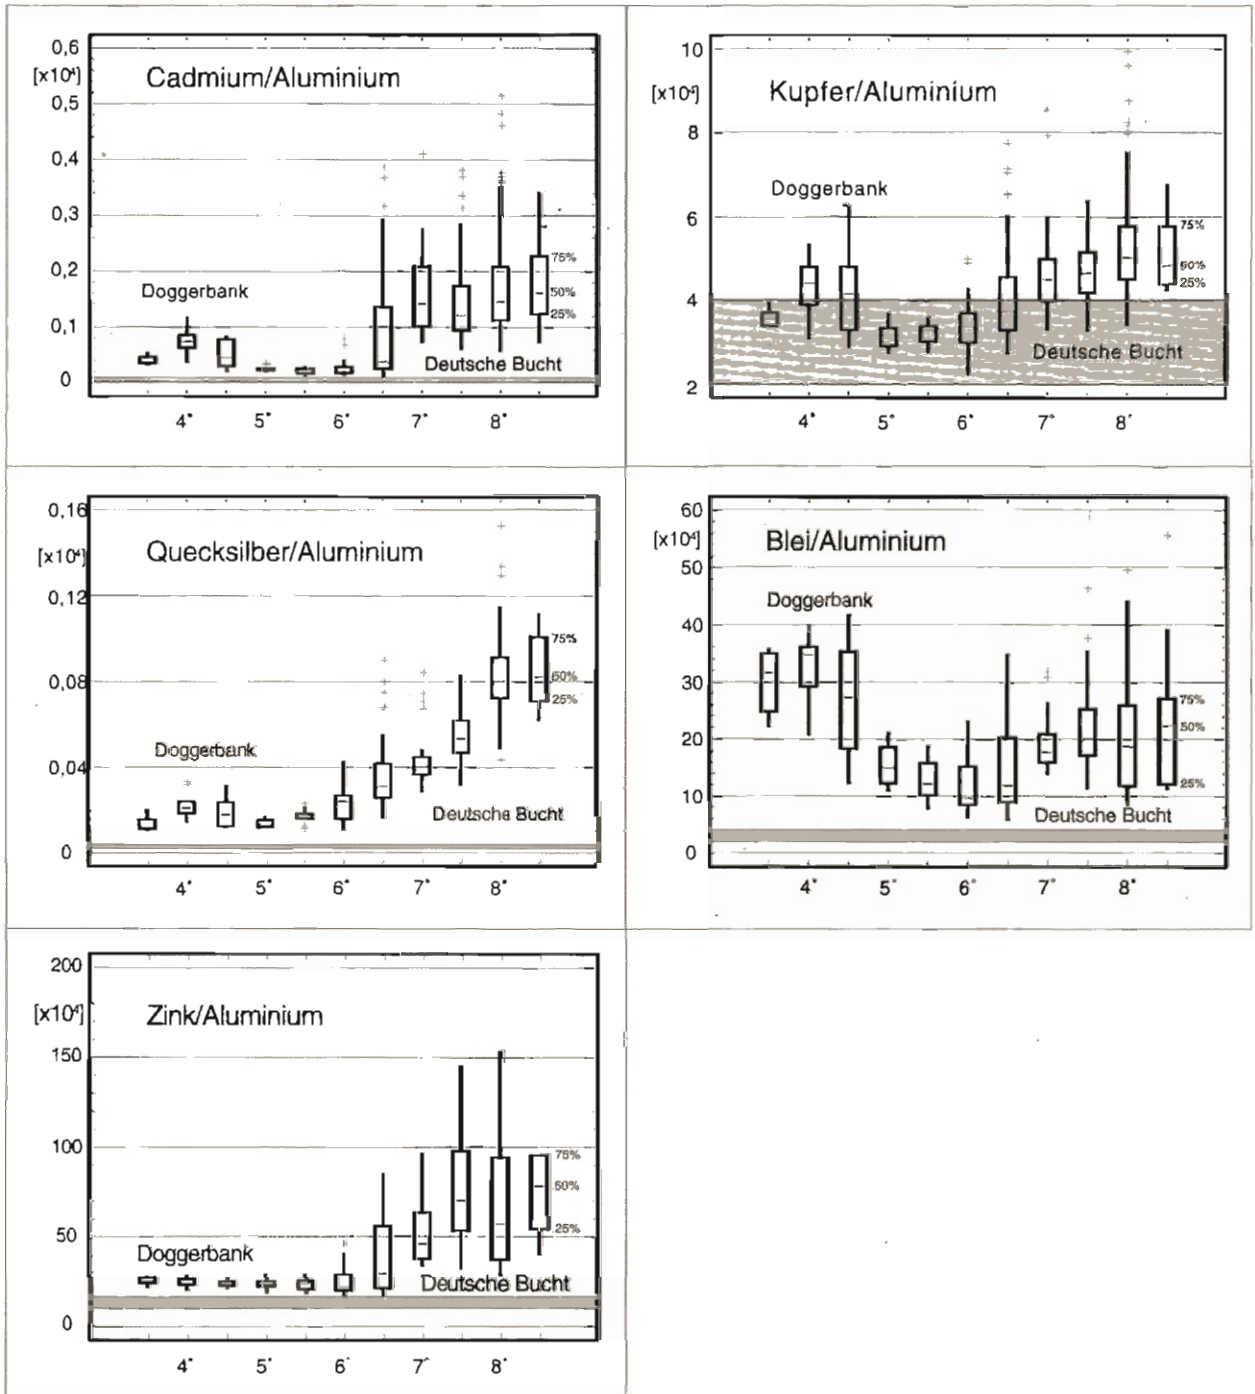 0,6
[x10⁴]
Cadmium/Aluminium
0,5
0,4
0,3
75%
0,2
Doggerbank
50%
25%
0,1
Deutsche Bucht
0
4° 5° 6° 7° 8°
10
[x10⁴]
Kupfer/Aluminium
8
Doggerbank
6
75%
50%
25%
4
Deutsche Bucht
2
4° 5° 6° 7° 8°
0,16
[x10⁴]
Quecksilber/Aluminium
0,12
75%
0,08
50%
25%
Doggerbank
0,04
Deutsche Bucht
0
4° 5° 6° 7° 8°
60
[x10⁴]
Blei/Aluminium
50
Doggerbank
40
30
75%
50%
20
25%
10
Deutsche Bucht
0
4° 5° 6° 7° 8°
200
[x10⁴]
Zink/Aluminium
150
100
75%
50%
50
25%
Doggerbank
Deutsche Bucht
0
4° 5° 6° 7° 8°